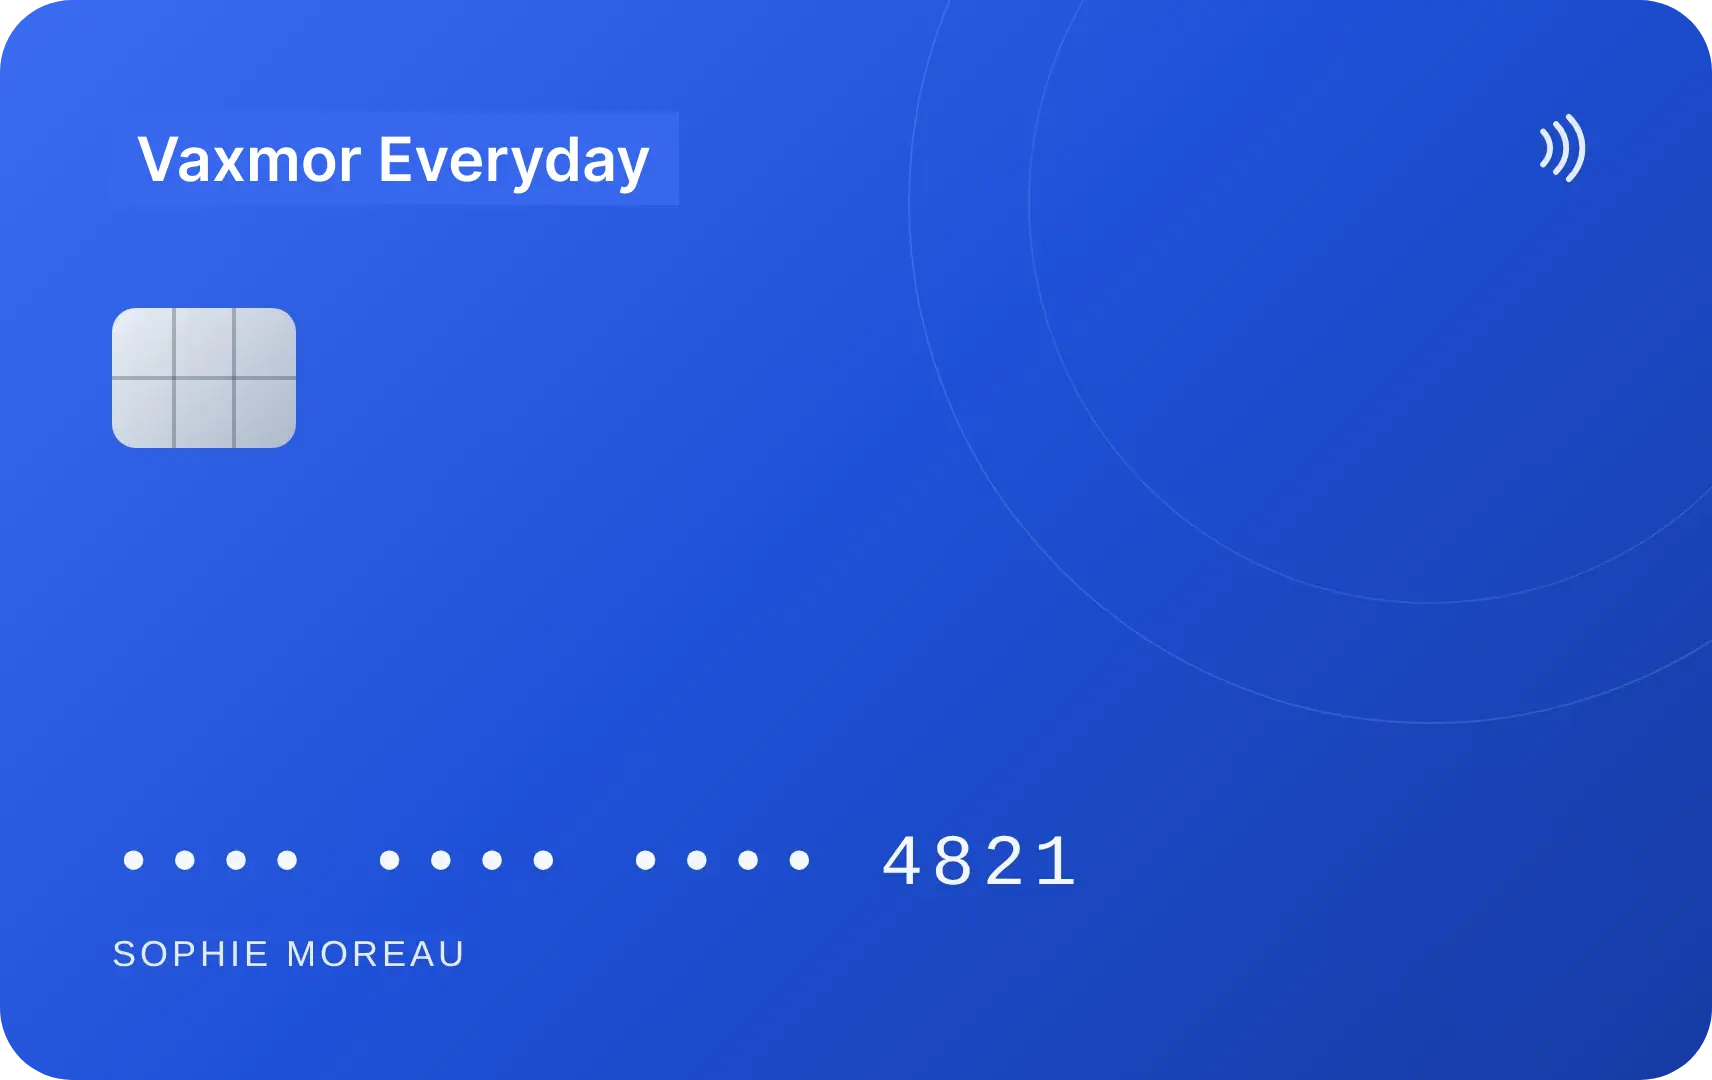 Vaxmor Everyday
•••• •••• •••• 4821
SOPHIE MOREAU